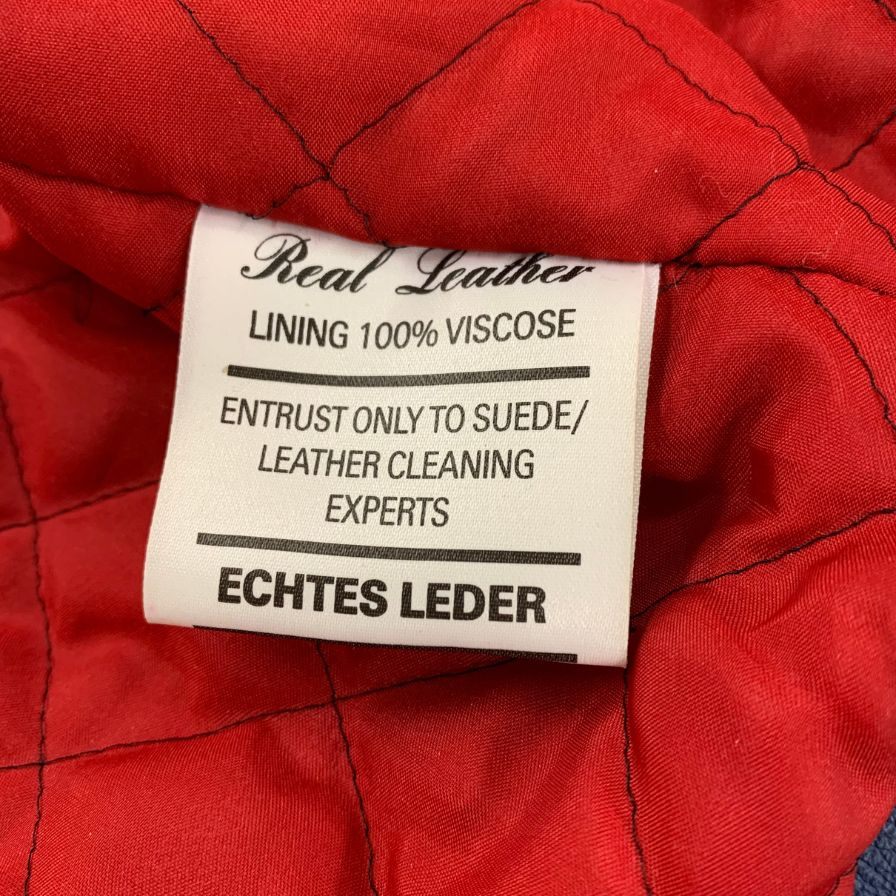 Real Leather
LINING 100% VISCOSE
ENTRUST ONLY TO SUEDE/
LEATHER CLEANING
EXPERTS
ECHTES LEDER